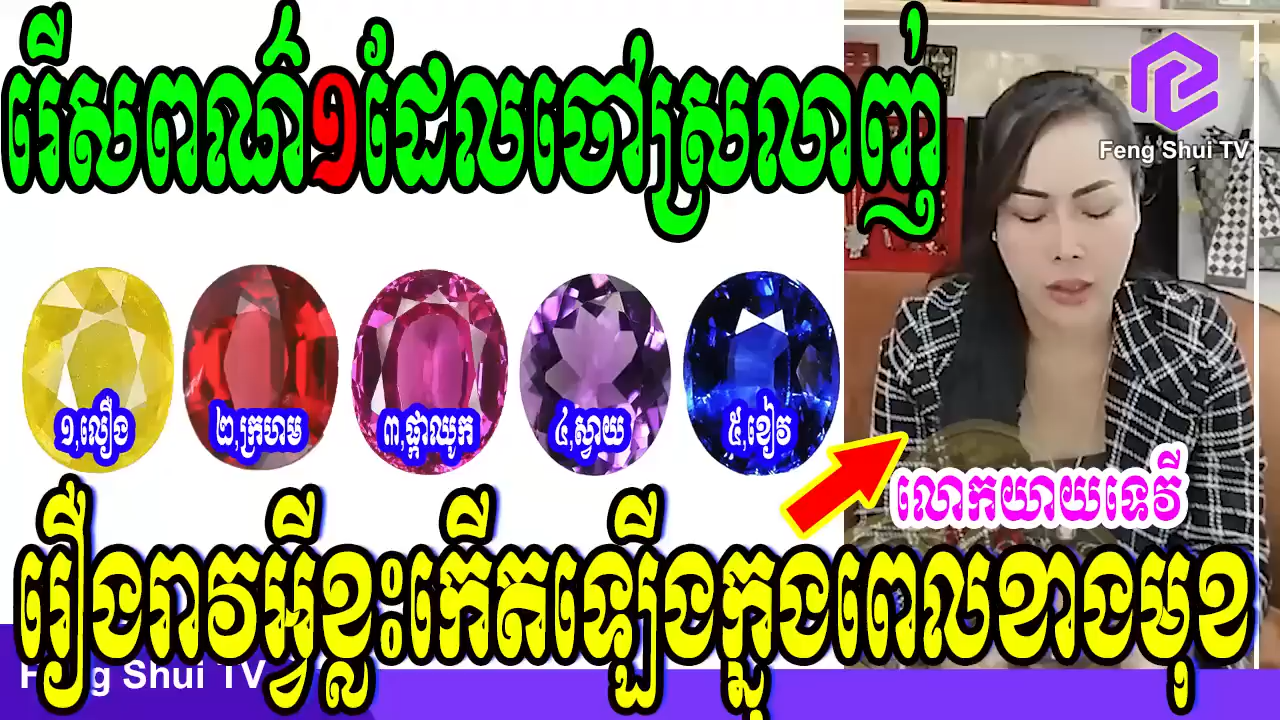 រើសពណ៌១ដែលចៅស្រលាញ់
Feng Shui TV
១,លឿង
២,ក្រហម
៣,ផ្កាឈូក
៤,ស្វាយ
៥,ខៀវ
លោកយាយទេវី
រឿងរាវអ្វីខ្លះកើតឡើងក្នុងពេលខាងមុខ
Feng Shui TV